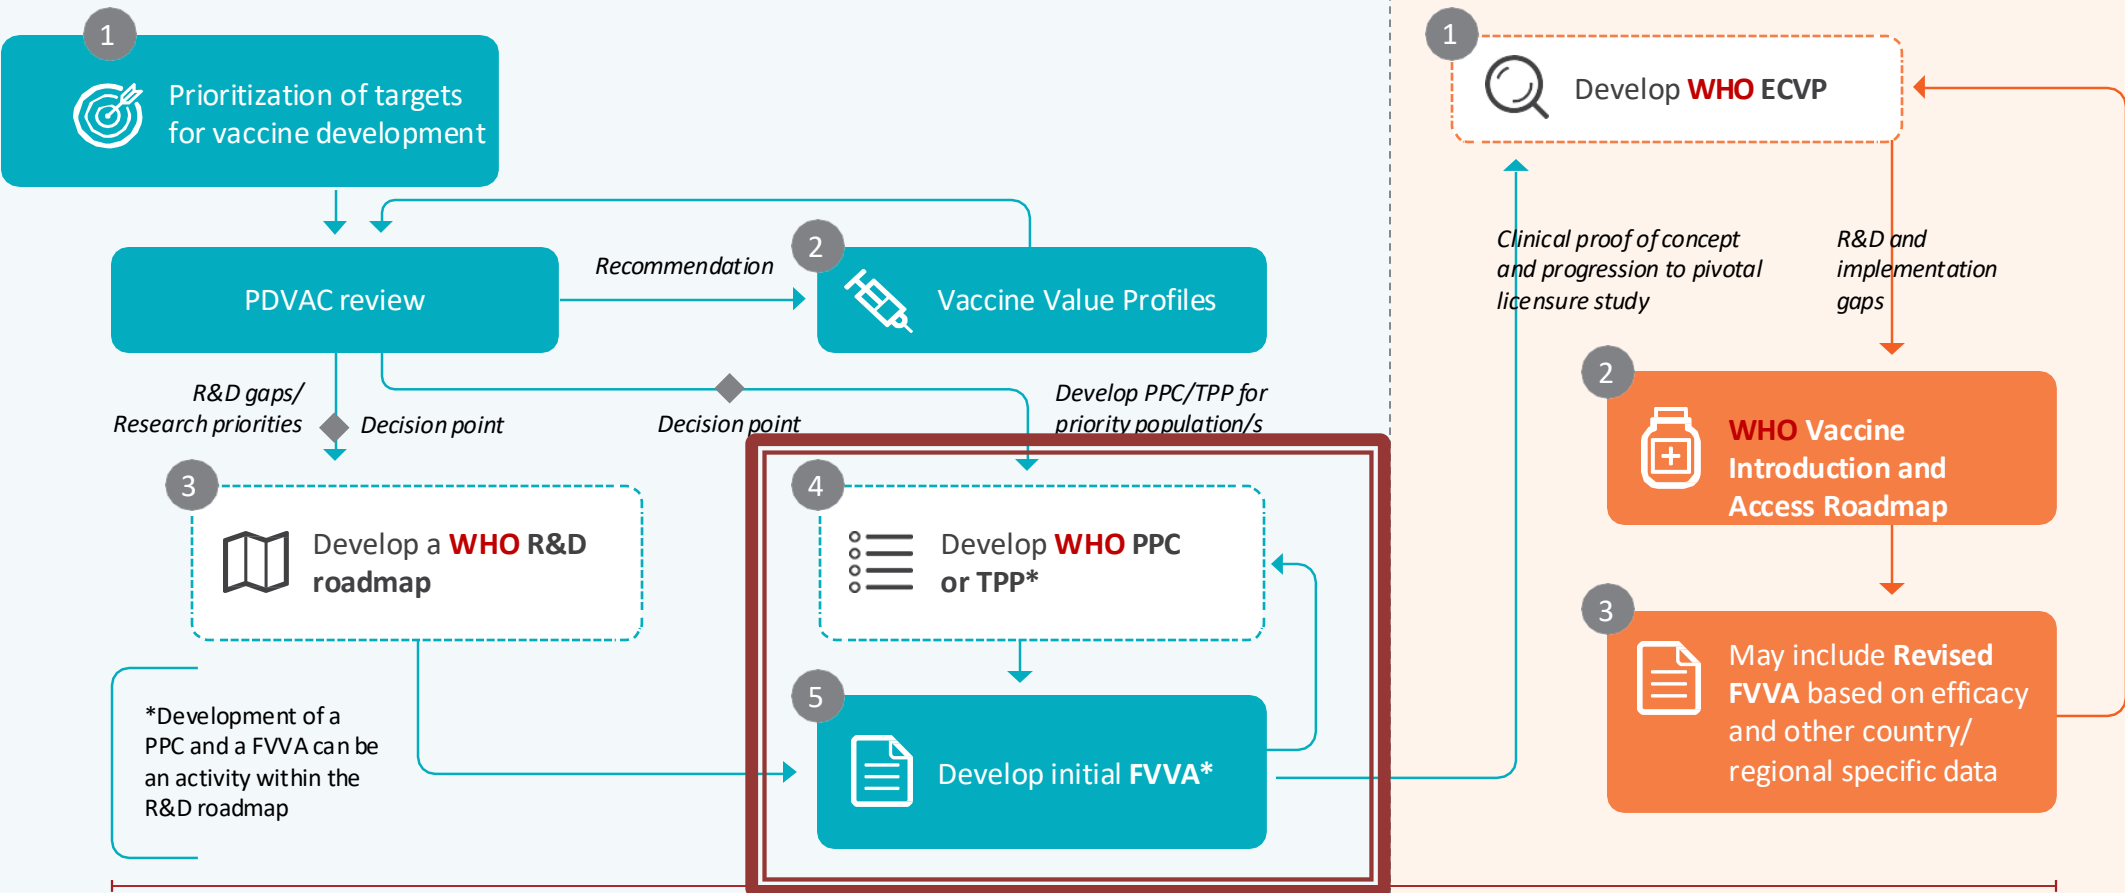 1
Prioritization of targets
for vaccine development
PDVAC review
Recommendation
2
Vaccine Value Profiles
R&D gaps/
Research priorities
Decision point
Decision point
Develop PPC/TPP for
priority population/s
3
Develop a WHO R&D
roadmap
4
Develop WHO PPC
or TPP*
5
Develop initial FVVA*
*Development of a
PPC and a FVVA can be
an activity within the
R&D roadmap
1
Develop WHO ECVP
Clinical proof of concept
and progression to pivotal
licensure study
R&D and
implementation
gaps
2
WHO Vaccine
Introduction and
Access Roadmap
3
May include Revised
FVVA based on efficacy
and other country/
regional specific data